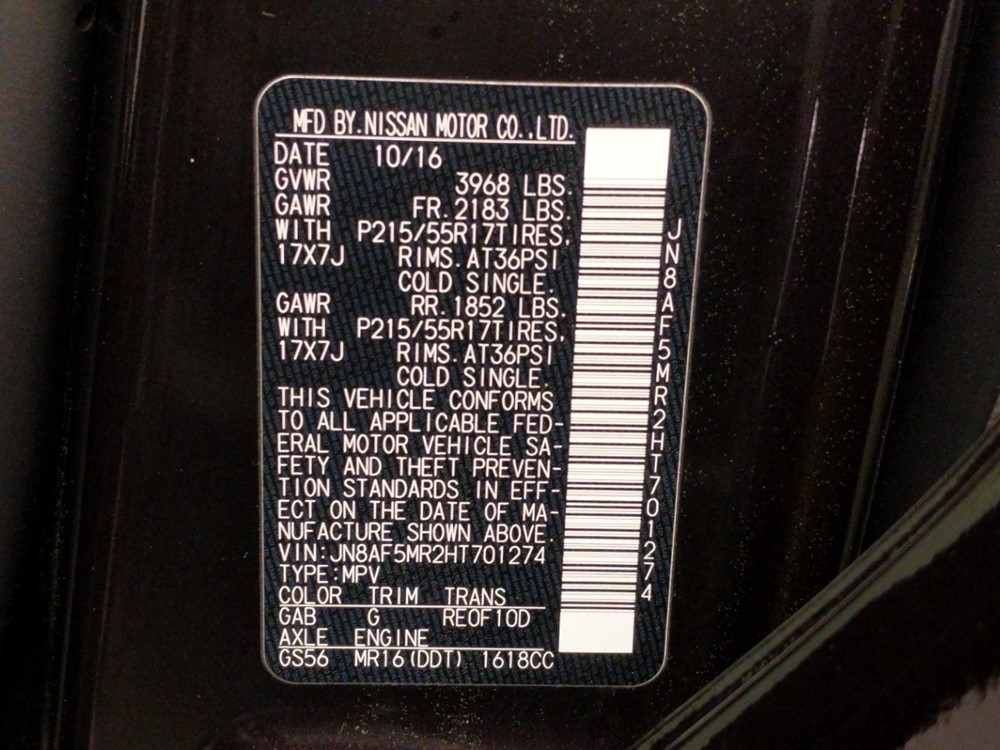 MFD BY.NISSAN MOTOR CO.,LTD.
DATE 10/16
GVWR 3968 LBS.
GAWR FR.2183 LBS.
WITH P215/55R17TIRES,
17X7J RIMS.AT36PSI
COLD SINGLE.
GAWR RR.1852 LBS.
WITH P215/55R17TIRES,
17X7J RIMS.AT36PSI
COLD SINGLE.
THIS VEHICLE CONFORMS
TO ALL APPLICABLE FED-
ERAL MOTOR VEHICLE SA-
FETY AND THEFT PREVEN-
TION STANDARDS IN EFF-
ECT ON THE DATE OF MA-
NUFACTURE SHOWN ABOVE.
VIN:JN8AF5MR2HT701274
TYPE:MPV
COLOR TRIM TRANS
GAB G RE0F10D
AXLE ENGINE
GS56 MR16(DDT) 1618CC
JN8AF5MR2HT701274